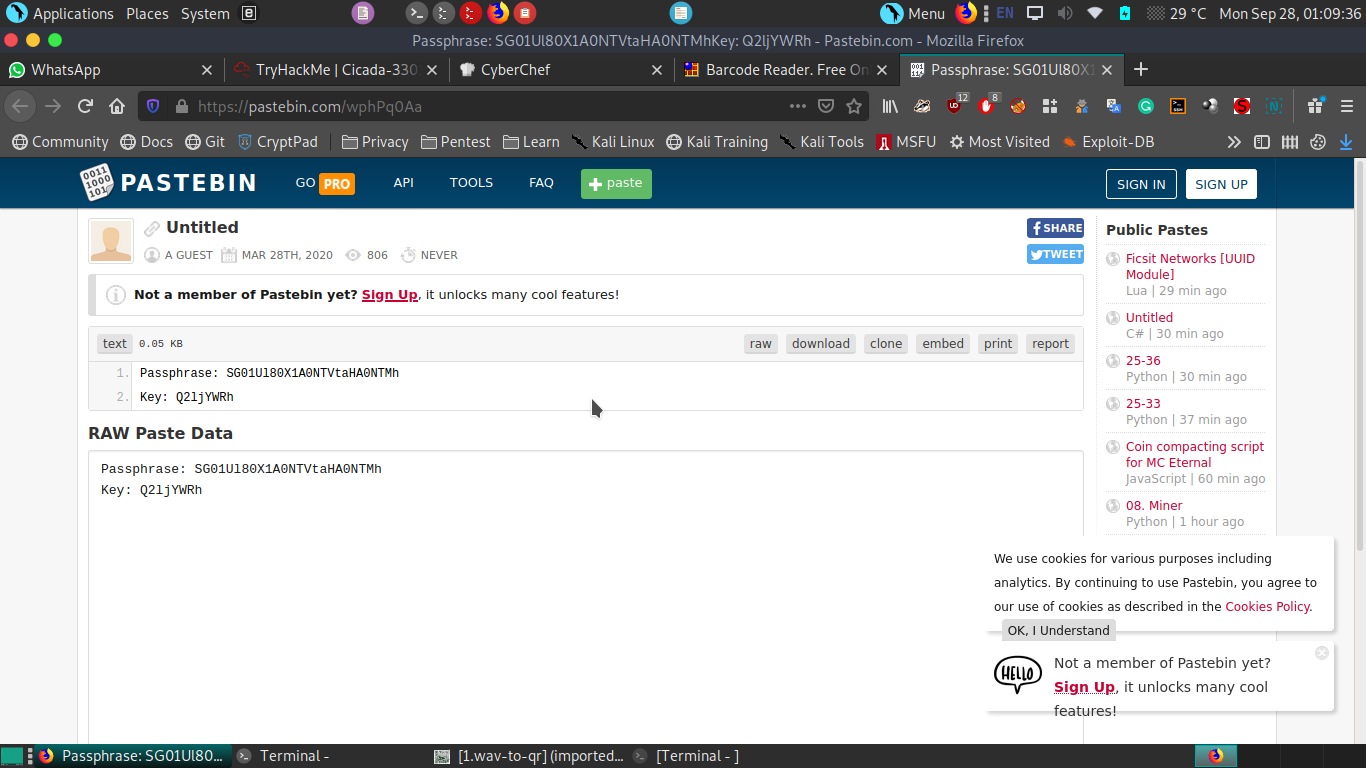 Applications Places System EN 29 °C Mon Sep 28, 01:09:36
Menu
Passphrase: SG01Ul80X1A0NTVtaHA0NTMhKey: Q2ljYWRh - Pastebin.com - Mozilla Firefox
WhatsApp TryHackMe | Cicada-330 CyberChef Barcode Reader. Free On Passphrase: SG01Ul80X1
https://pastebin.com/wphPq0Aa 12 8
Community Docs Git CryptPad Privacy Pentest Learn Kali Linux Kali Training Kali Tools MSFU Most Visited Exploit-DB
PASTEBIN GO PRO API TOOLS FAQ + paste SIGN IN SIGN UP
Untitled
A GUEST MAR 28TH, 2020 806 NEVER
SHARE
TWEET
Not a member of Pastebin yet? Sign Up, it unlocks many cool features!
text 0.05 KB raw download clone embed print report
1. Passphrase: SG01Ul80X1A0NTVtaHA0NTMh
2. Key: Q2ljYWRh
RAW Paste Data
Passphrase: SG01Ul80X1A0NTVtaHA0NTMh
Key: Q2ljYWRh
Public Pastes
Ficsit Networks [UUID
Module]
Lua | 29 min ago
Untitled
C# | 30 min ago
25-36
Python | 30 min ago
25-33
Python | 37 min ago
Coin compacting script
for MC Eternal
JavaScript | 60 min ago
08. Miner
Python | 1 hour ago
We use cookies for various purposes including
analytics. By continuing to use Pastebin, you agree to
our use of cookies as described in the Cookies Policy.
OK, I Understand
HELLO
Not a member of Pastebin yet?
Sign Up, it unlocks many cool
features!
Passphrase: SG01Ul80... Terminal - [1.wav-to-qr] (imported... [Terminal - ]